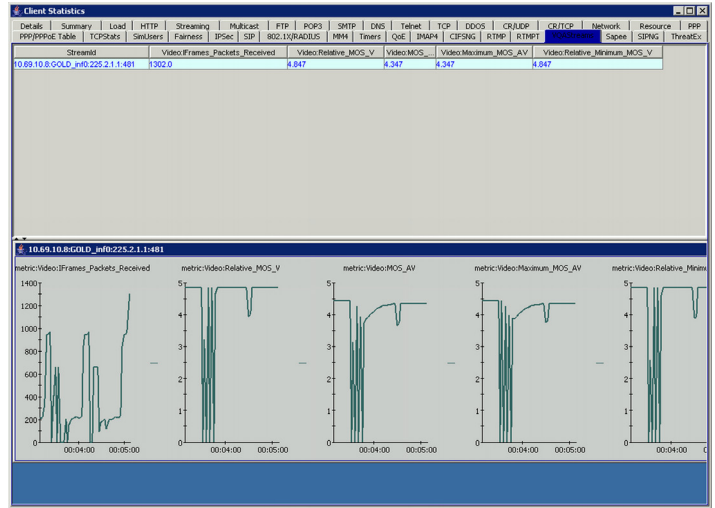 Client Statistics
Details Summary Load HTTP Streaming Multicast FTP POP3 SMTP DNS Telnet TCP DDOS CR/UDP CR/TCP Network Resource PPP
PPP/PPPoE Table TCPStats SimUsers Fairness IPSec SIP 802.1X/RADIUS MM4 Timers QoE IMAP4 CIFSNG RTMP RTMPT Sapee SIPNG ThreatEx
StreamId Video:IFrames_Packets_Received Video:Relative_MOS_V Video:MOS_... Video:Maximum_MOS_AV Video:Relative_Minimum_MOS_V
10.69.10.8:GOLD_inf0:225.2.1.1:481 1302.0 4.847 4.347 4.347 4.847
10.69.10.8:GOLD_inf0:225.2.1.1:481
metric:Video:IFrames_Packets_Received metric:Video:Relative_MOS_V metric:Video:MOS_AV metric:Video:Maximum_MOS_AV metric:Video:Relative_Minimu
1400 5 5 5 5
1200
1000 4 4 4 4
800 3 3 3 3
600
400 2 2 2 2
200 1 1 1 1
0 0 0 0 0
00:04:00 00:05:00 00:04:00 00:05:00 00:04:00 00:05:00 00:04:00 00:05:00 00:04:00